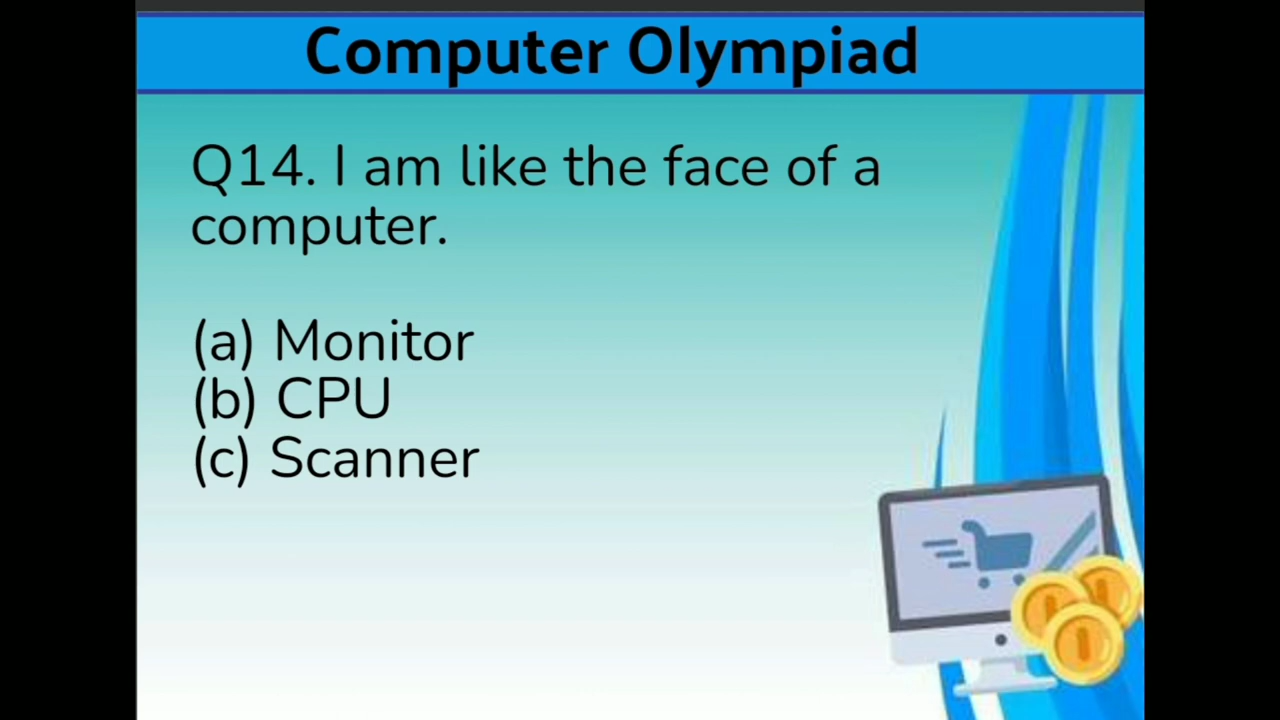 Computer Olympiad
Q14. I am like the face of a
computer.
(a) Monitor
(b) CPU
(c) Scanner